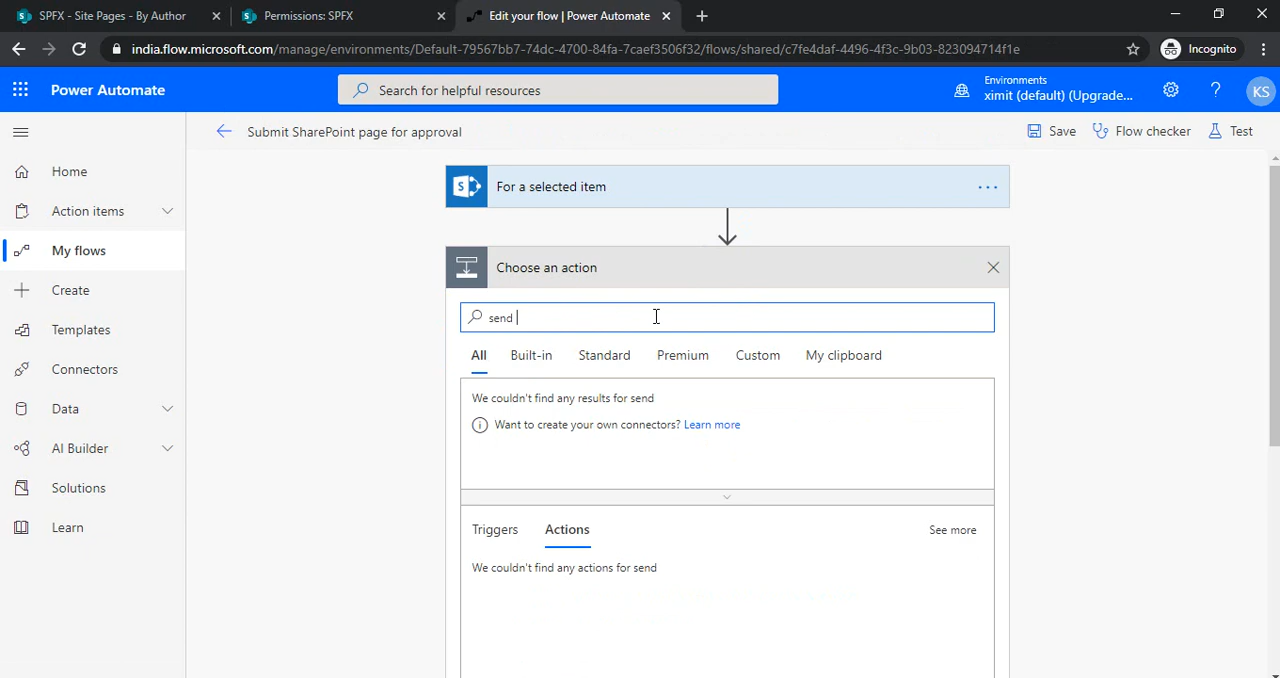 SPFX - Site Pages - By Author
Permissions: SPFX
Edit your flow | Power Automate
india.flow.microsoft.com/manage/environments/Default-79567bb7-74dc-4700-84fa-7caef3506f32/flows/shared/c7fe4daf-4496-4f3c-9b03-823094714f1e
Incognito
Power Automate
Search for helpful resources
Environments
ximit (default) (Upgrade...
KS
Submit SharePoint page for approval
Save
Flow checker
Test
Home
Action items
My flows
Create
Templates
Connectors
Data
AI Builder
Solutions
Learn
For a selected item
Choose an action
send
All Built-in Standard Premium Custom My clipboard
We couldn't find any results for send
Want to create your own connectors? Learn more
Triggers Actions See more
We couldn't find any actions for send